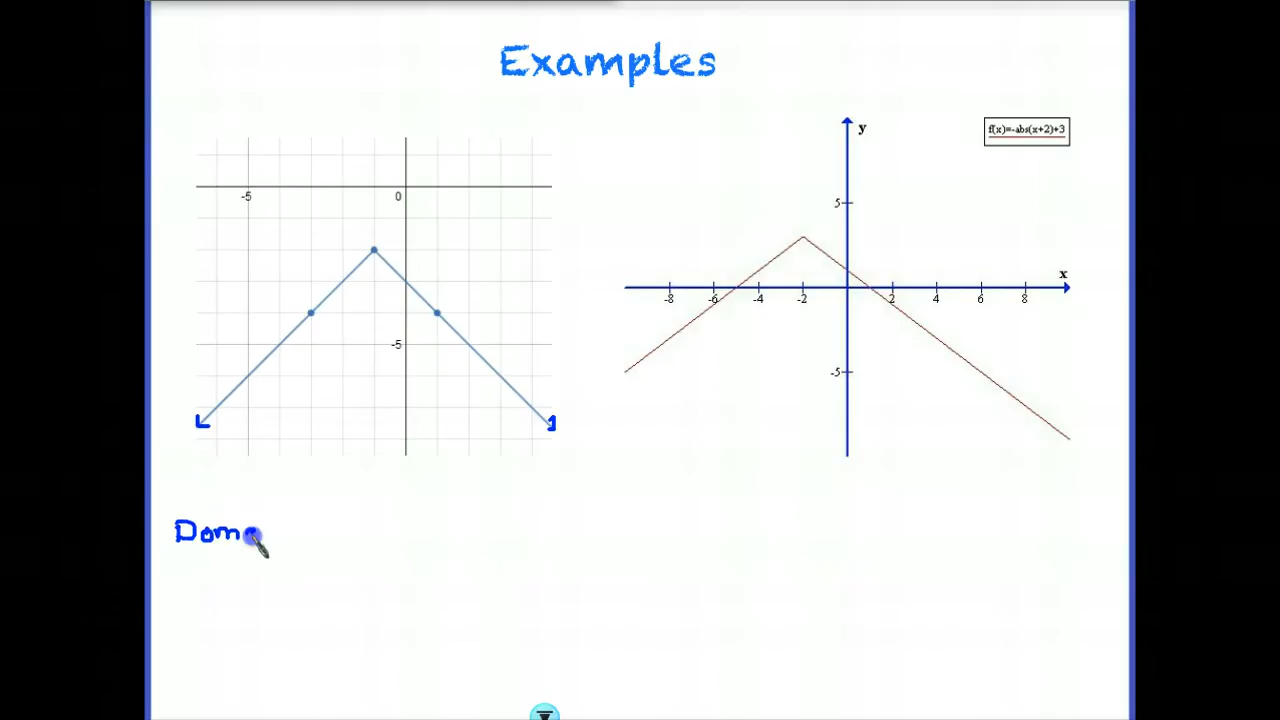 Examples
y
f(x)=-abs(x+2)+3
-5 0
5
x
-8 -6 -4 -2 2 4 6 8
-5
-5
Dom